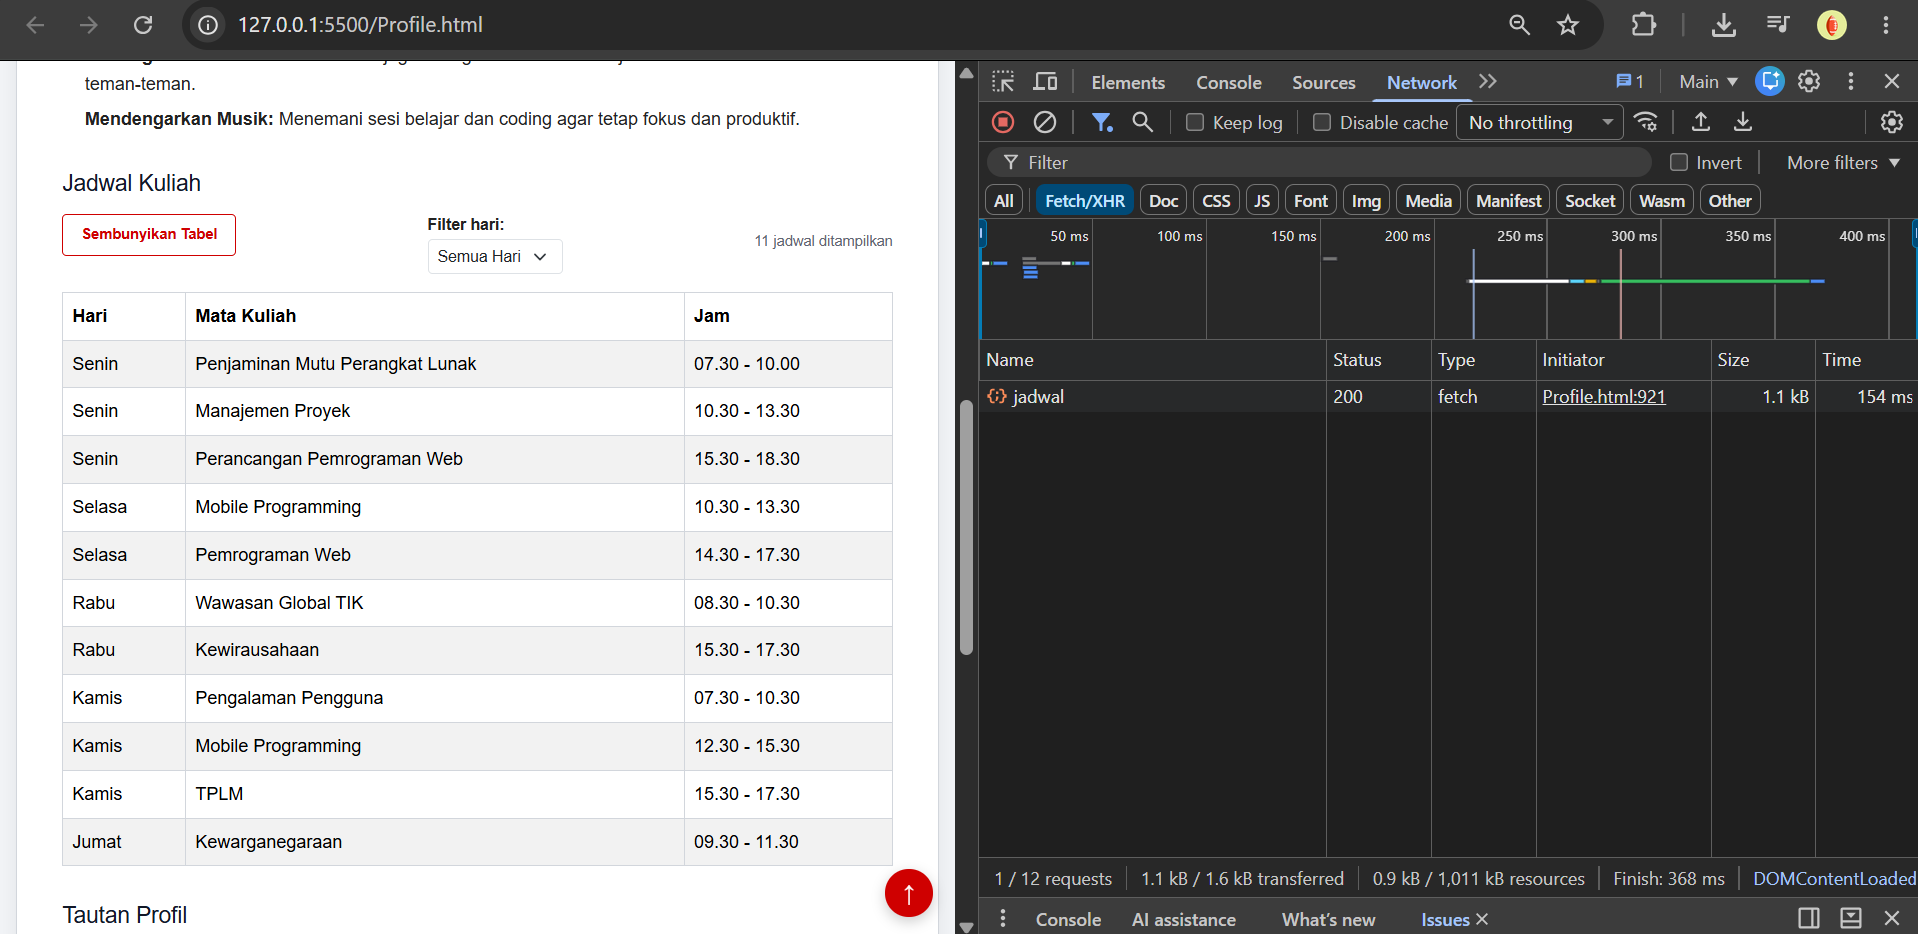 127.0.0.1:5500/Profile.html
teman-teman.
Mendengarkan Musik: Menemani sesi belajar dan coding agar tetap fokus dan produktif.
Jadwal Kuliah
Sembunyikan Tabel
Filter hari:
Semua Hari
11 jadwal ditampilkan
Hari Mata Kuliah Jam
Senin Penjaminan Mutu Perangkat Lunak 07.30 - 10.00
Senin Manajemen Proyek 10.30 - 13.30
Senin Perancangan Pemrograman Web 15.30 - 18.30
Selasa Mobile Programming 10.30 - 13.30
Selasa Pemrograman Web 14.30 - 17.30
Rabu Wawasan Global TIK 08.30 - 10.30
Rabu Kewirausahaan 15.30 - 17.30
Kamis Pengalaman Pengguna 07.30 - 10.30
Kamis Mobile Programming 12.30 - 15.30
Kamis TPLM 15.30 - 17.30
Jumat Kewarganegaraan 09.30 - 11.30
Tautan Profil
Elements Console Sources Network 1 Main
Keep log Disable cache No throttling
Filter Invert More filters
All Fetch/XHR Doc CSS JS Font Img Media Manifest Socket Wasm Other
50 ms 100 ms 150 ms 200 ms 250 ms 300 ms 350 ms 400 ms
Name Status Type Initiator Size Time
jadwal 200 fetch Profile.html:921 1.1 kB 154 ms
1 / 12 requests 1.1 kB / 1.6 kB transferred 0.9 kB / 1,011 kB resources Finish: 368 ms DOMContentLoaded
Console AI assistance What's new Issues